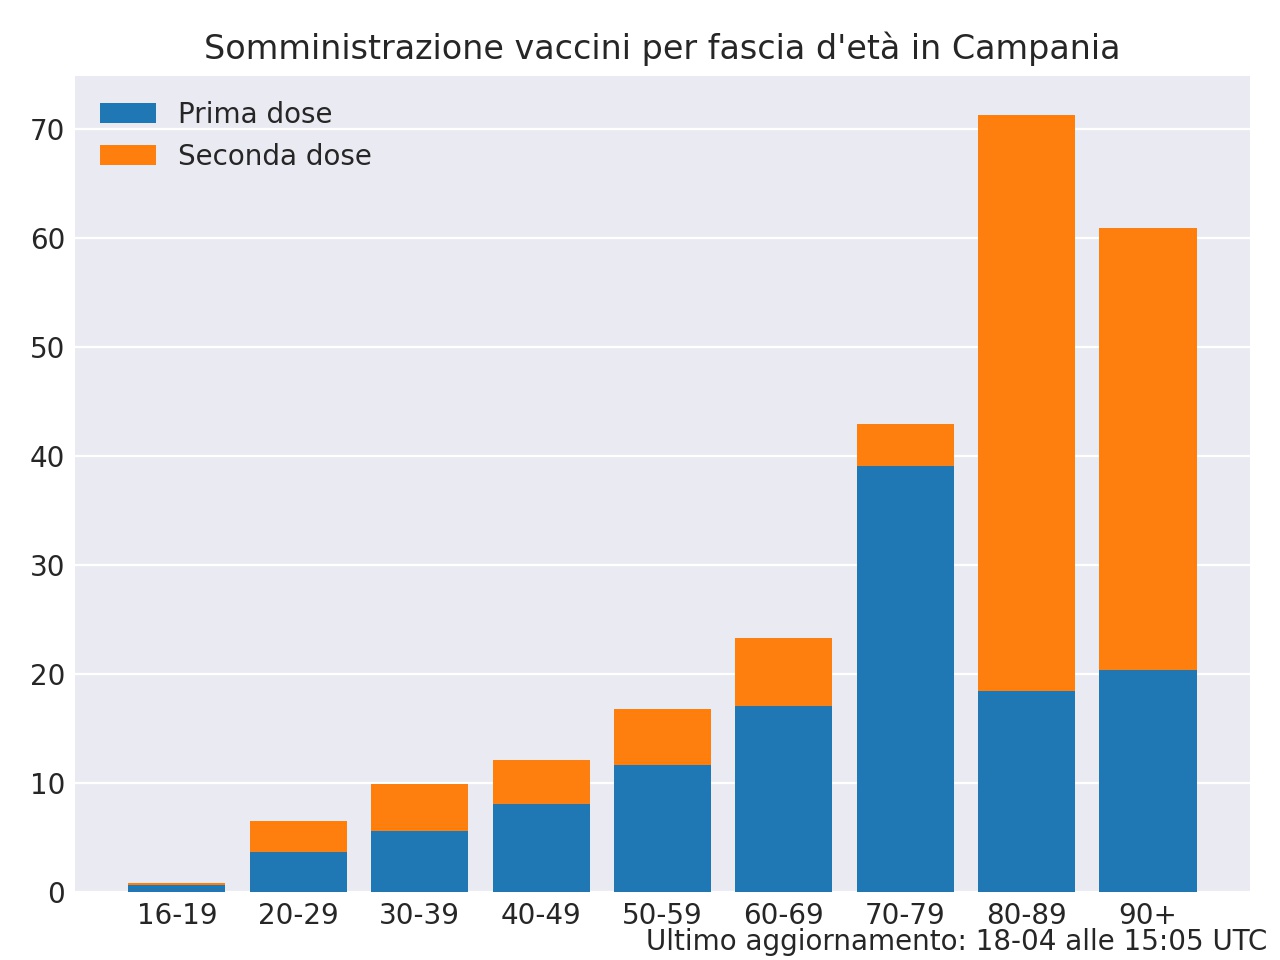 Somministrazione vaccini per fascia d'età in Campania
Prima dose
Seconda dose
70
60
50
40
30
20
10
0
16-19 20-29 30-39 40-49 50-59 60-69 70-79 80-89 90+
Ultimo aggiornamento: 18-04 alle 15:05 UTC